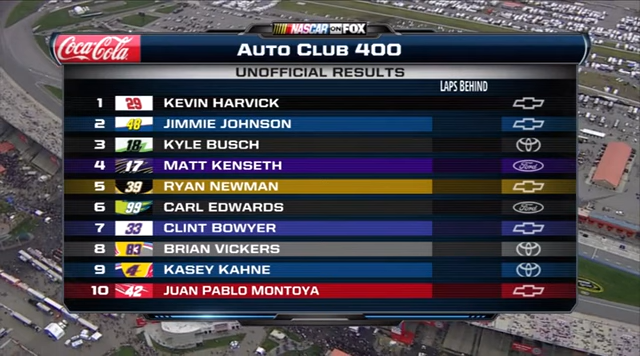 NASCAR ON FOX
Coca-Cola AUTO CLUB 400
UNOFFICIAL RESULTS
LAPS BEHIND
1 29 KEVIN HARVICK
2 48 JIMMIE JOHNSON
3 18 KYLE BUSCH
4 17 MATT KENSETH Ford
5 39 RYAN NEWMAN
6 99 CARL EDWARDS Ford
7 33 CLINT BOWYER
8 83 BRIAN VICKERS
9 4 KASEY KAHNE
10 42 JUAN PABLO MONTOYA